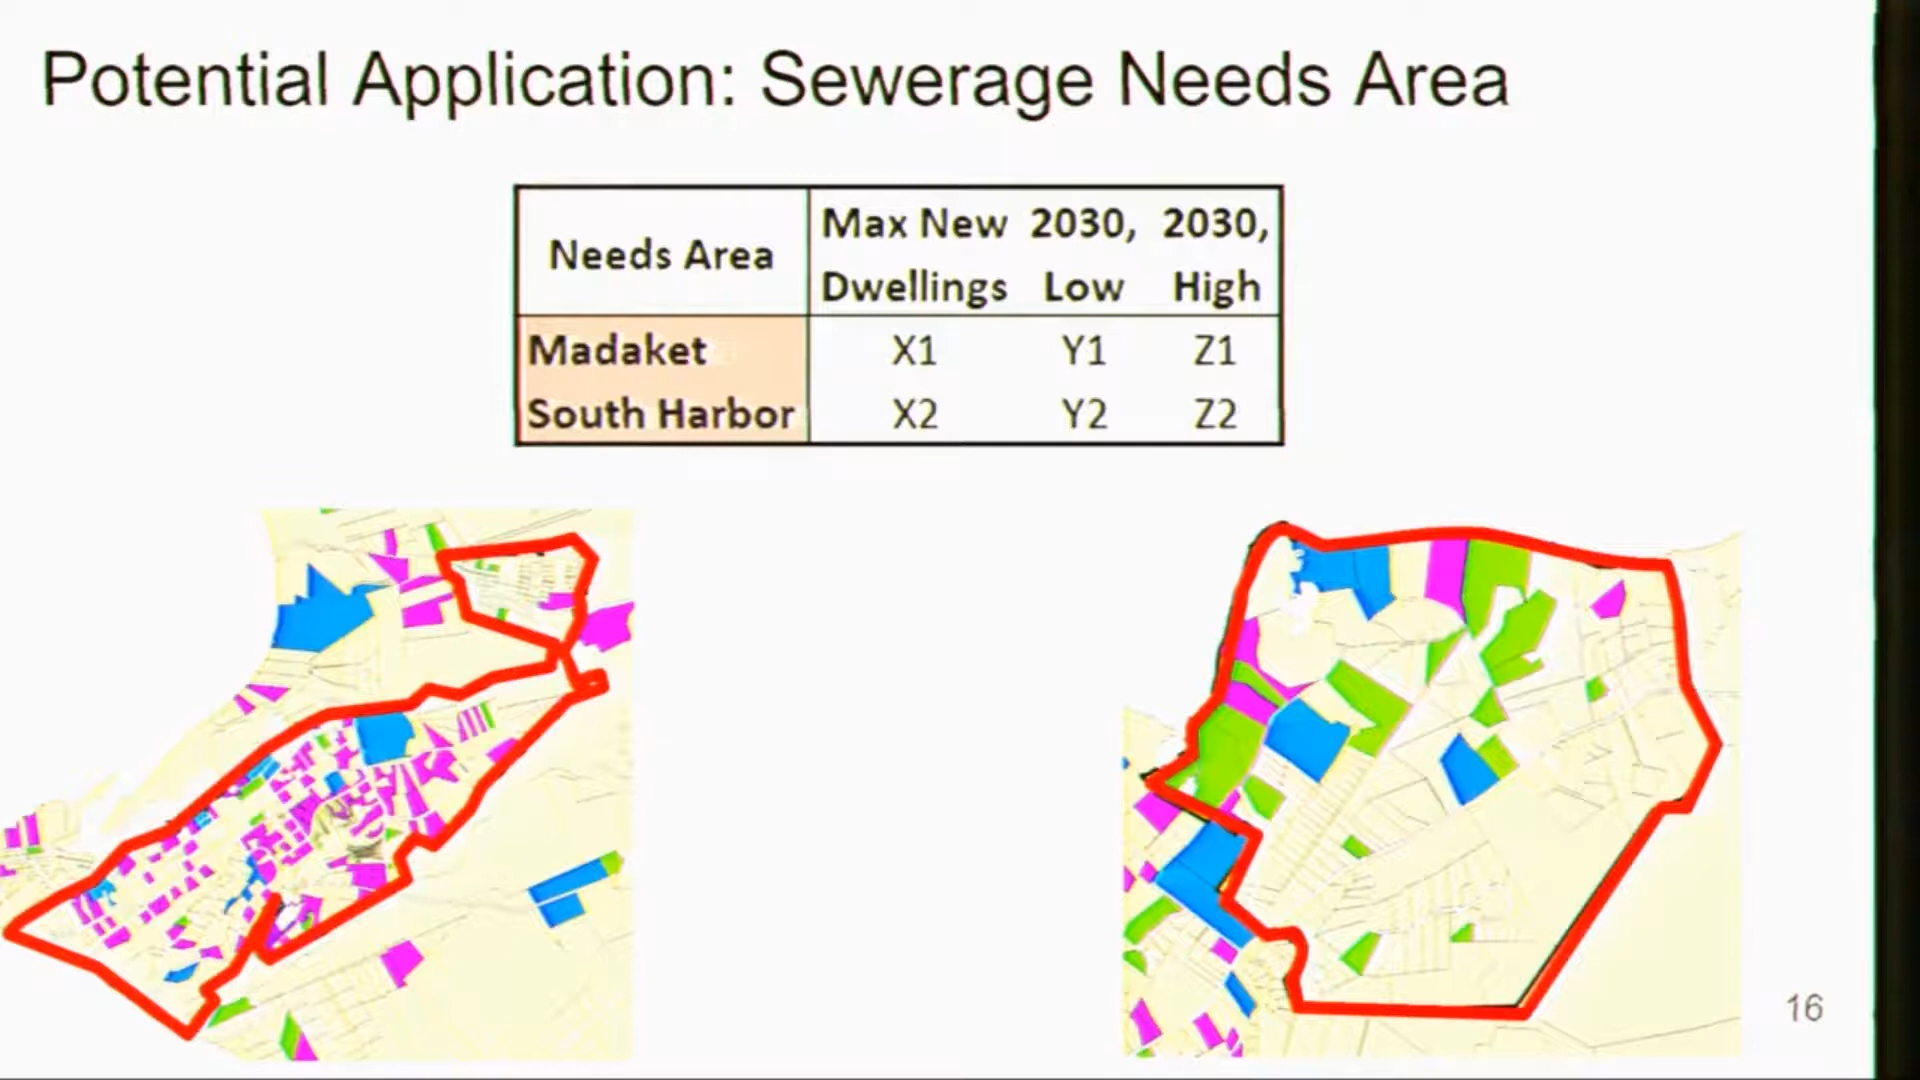 Potential Application: Sewerage Needs Area
Needs Area
Max New 2030, 2030,
Dwellings Low High
Madaket X1 Y1 Z1
South Harbor X2 Y2 Z2
16